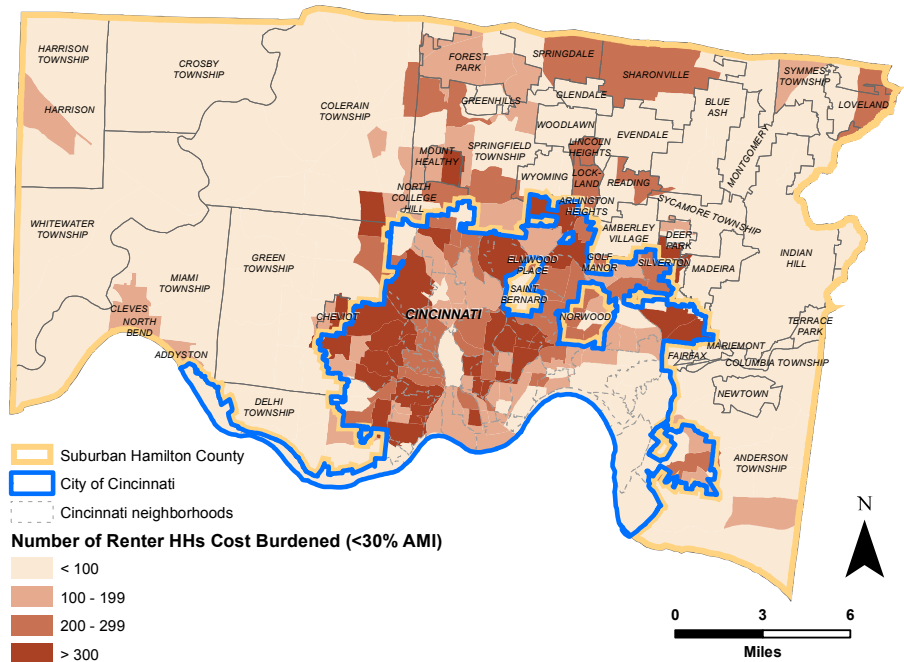 HARRISON
TOWNSHIP
CROSBY
TOWNSHIP
HARRISON
COLERAIN
TOWNSHIP
FOREST
PARK
SPRINGDALE
SHARONVILLE
SYMMES
TOWNSHIP
LOVELAND
GREENHILLS
GLENDALE
BLUE
ASH
WOODLAWN
EVENDALE
MONTGOMERY
MOUNT
HEALTHY
SPRINGFIELD
TOWNSHIP
LINCOLN
HEIGHTS
WYOMING
LOCK-
LAND
READING
NORTH
COLLEGE
HILL
ARLINGTON
HEIGHTS
SYCAMORE TOWNSHIP
WHITEWATER
TOWNSHIP
AMBERLEY
VILLAGE
DEER
PARK
INDIAN
HILL
MIAMI
TOWNSHIP
GREEN
TOWNSHIP
ELMWOOD
PLACE
GOLF
MANOR
SILVERTON
MADEIRA
SAINT
BERNARD
CLEVES
NORTH
BEND
CHEVIOT
CINCINNATI
NORWOOD
TERRACE
PARK
ADDYSTON
MARIEMONT
FAIRFAX
COLUMBIA TOWNSHIP
DELHI
TOWNSHIP
NEWTOWN
ANDERSON
TOWNSHIP
Suburban Hamilton County
City of Cincinnati
Cincinnati neighborhoods
Number of Renter HHs Cost Burdened (<30% AMI)
< 100
100 - 199
200 - 299
> 300
N
0 3 6
Miles